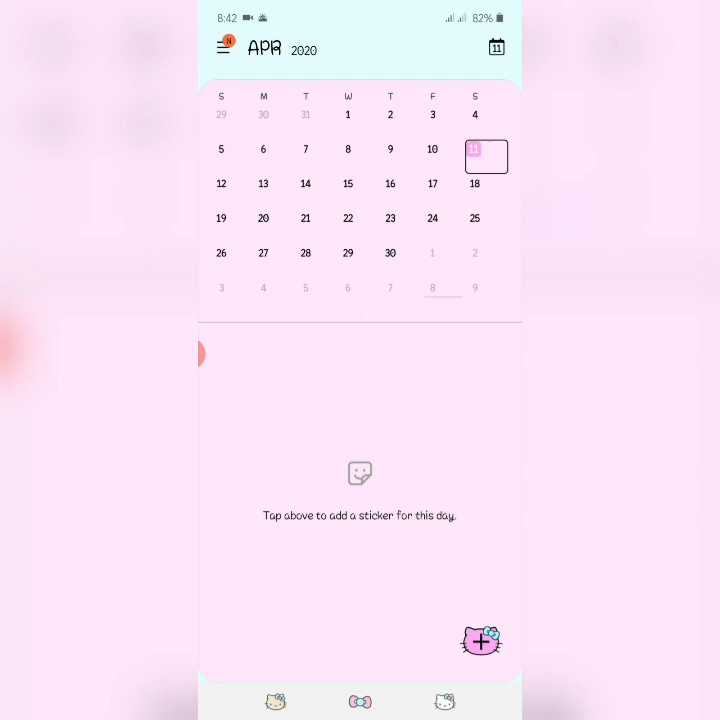 8:42 82%
N
APR 2020
11
S M T W T F S
29 30 31 1 2 3 4
5 6 7 8 9 10 11
12 13 14 15 16 17 18
19 20 21 22 23 24 25
26 27 28 29 30 1 2
3 4 5 6 7 8 9
Tap above to add a sticker for this day.